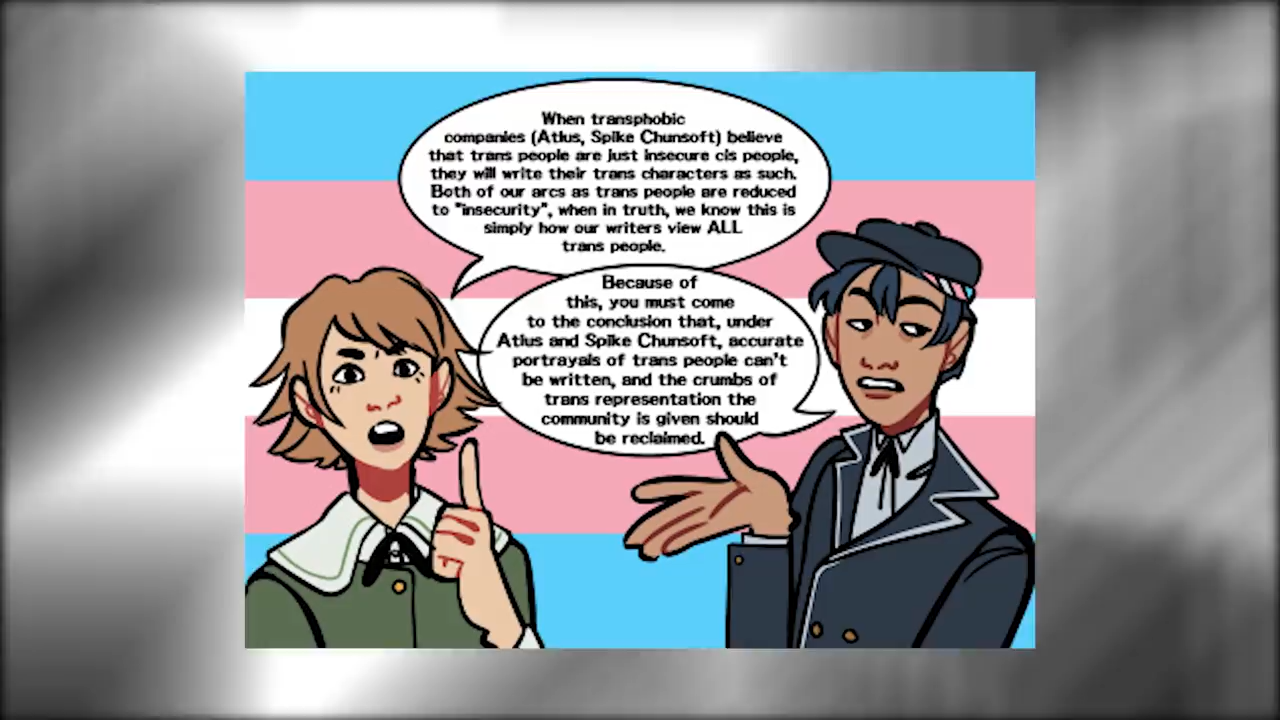 When transphobic
companies (Atlus, Spike Chunsoft) believe
that trans people are just insecure cis people,
they will write their trans characters as such.
Both of our arcs as trans people are reduced
to "insecurity", when in truth, we know this is
simply how our writers view ALL
trans people.
Because of
this, you must come
to the conclusion that, under
Atlus and Spike Chunsoft, accurate
portrayals of trans people can't
be written, and the crumbs of
trans representation the
community is given should
be reclaimed.